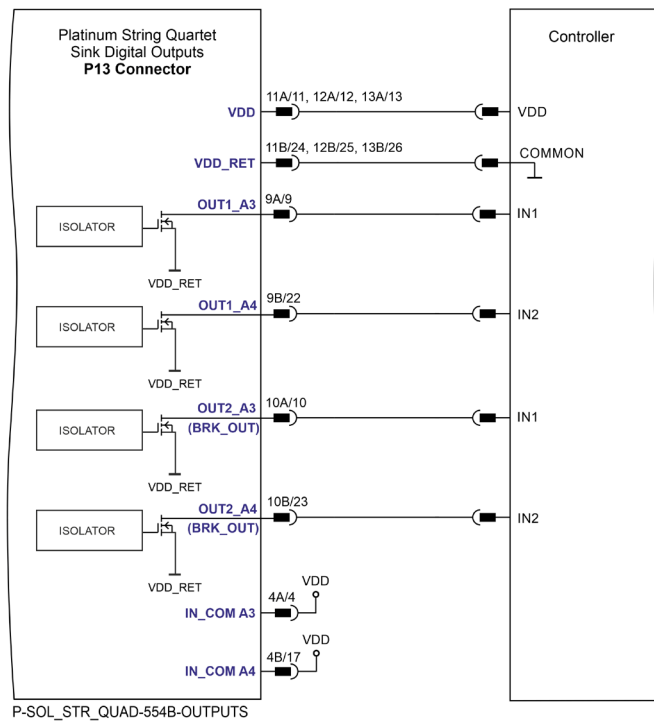 Platinum String Quartet
Sink Digital Outputs
P13 Connector
Controller
11A/11, 12A/12, 13A/13
VDD
VDD
11B/24, 12B/25, 13B/26
VDD_RET
COMMON
OUT1_A3
9A/9
IN1
ISOLATOR
VDD_RET
OUT1_A4
9B/22
IN2
ISOLATOR
VDD_RET
OUT2_A3
10A/10
(BRK_OUT)
IN1
ISOLATOR
VDD_RET
OUT2_A4
10B/23
(BRK_OUT)
IN2
ISOLATOR
VDD_RET
VDD
4A/4
IN_COM A3
VDD
4B/17
IN_COM A4
P-SOL_STR_QUAD-554B-OUTPUTS